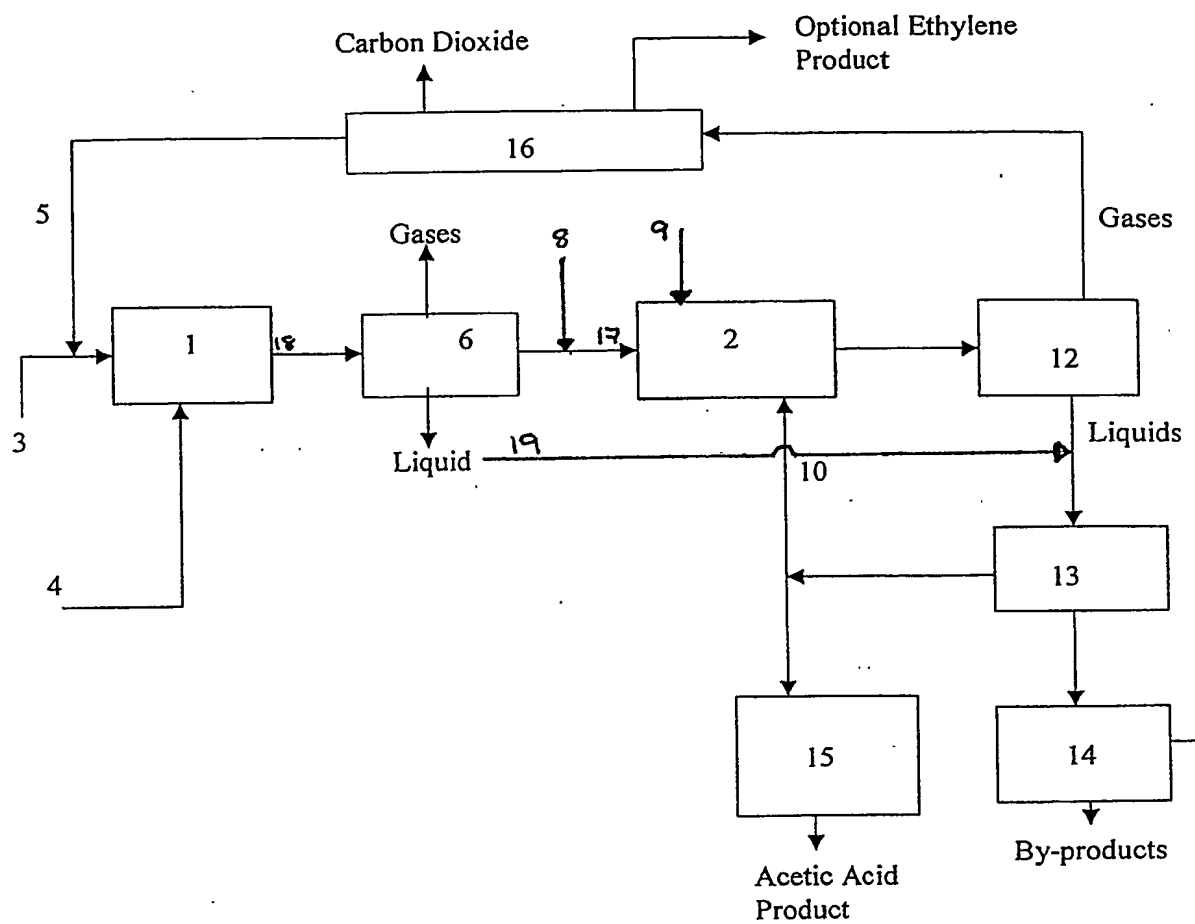 Carbon Dioxide
Optional Ethylene
Product
16
5
Gases
Gases
8
9
1
18
6
17
2
12
3
Liquids
Liquid
19
10
13
4
15
14
By-products
Acetic Acid
Product